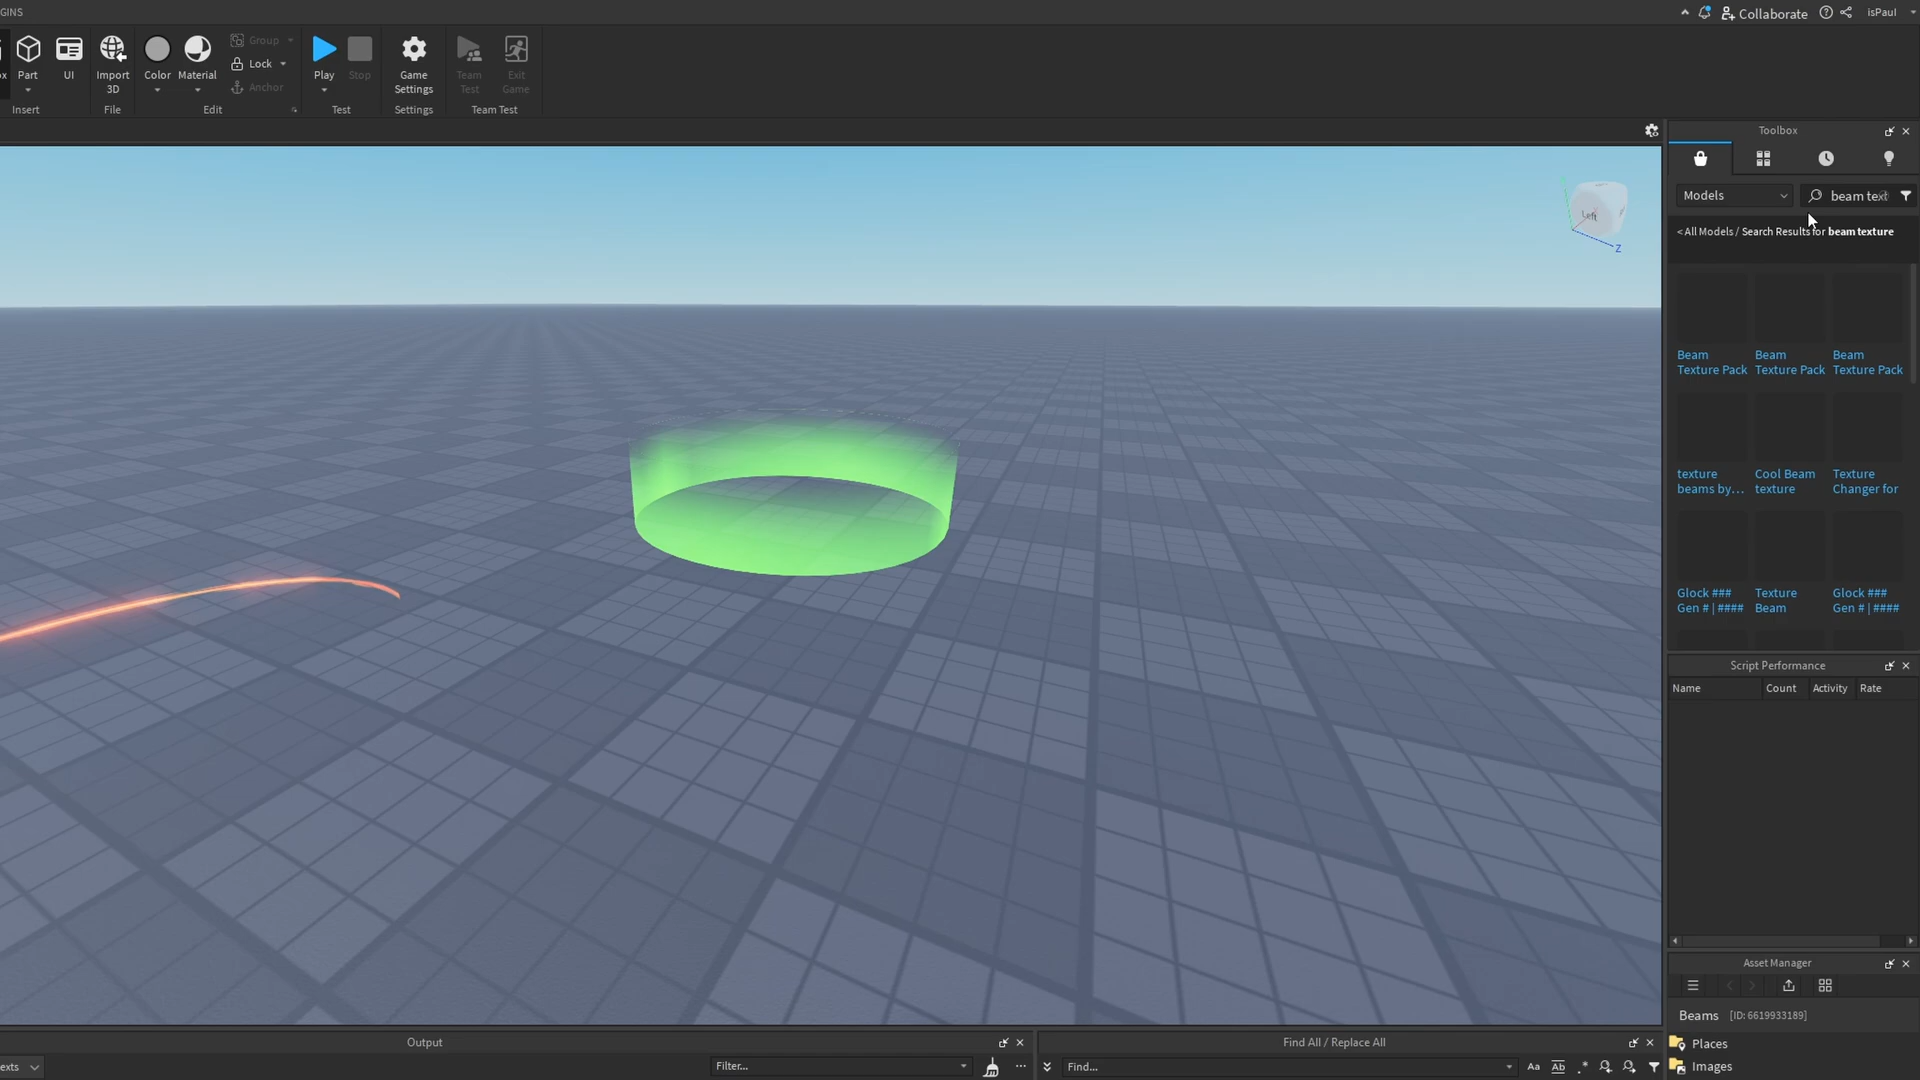 GINS
Collaborate
isPaul
Part
UI
Import
3D
Color
Material
Group
Lock
Anchor
Play
Stop
Game
Settings
Team
Test
Exit
Game
Insert
File
Edit
Test
Settings
Team Test
Toolbox
Models
beam text
< All Models / Search Results for beam texture
Left
Z
Beam
Texture Pack
Beam
Texture Pack
Beam
Texture Pack
texture
beams by...
Cool Beam
texture
Texture
Changer for
Glock ###
Gen # | ####
Texture
Beam
Glock ###
Gen # | ####
Script Performance
Name Count Activity Rate
Asset Manager
Beams [ID: 6619933189]
Places
Images
Output
exts
Filter...
Find All / Replace All
Find...
Aa
Ab
.*